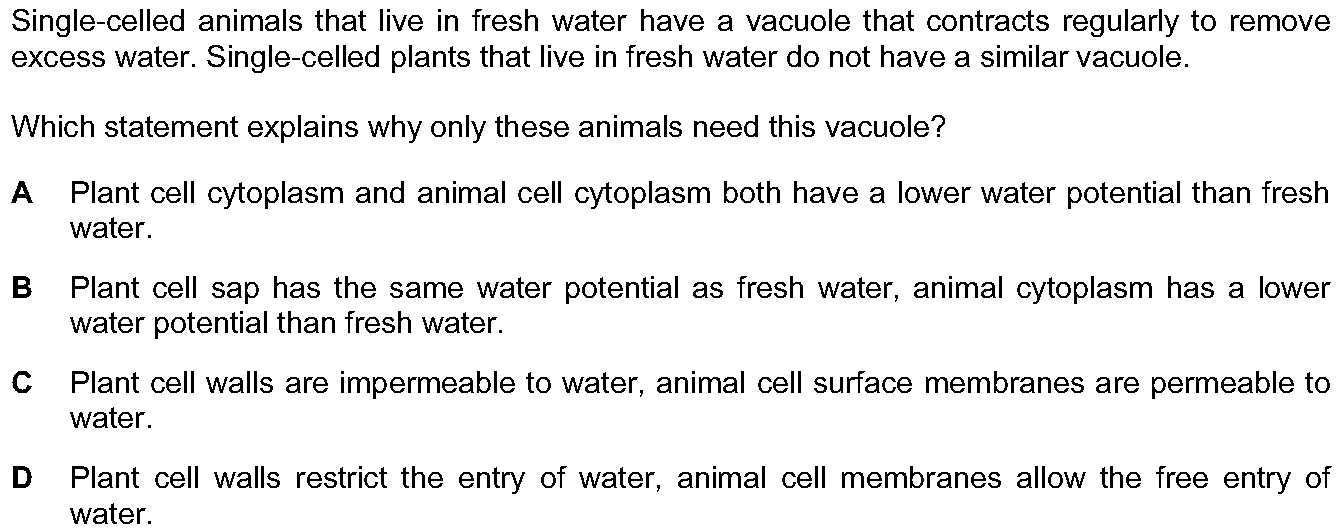 Single-celled animals that live in fresh water have a vacuole that contracts regularly to remove
excess water. Single-celled plants that live in fresh water do not have a similar vacuole.
Which statement explains why only these animals need this vacuole?
A Plant cell cytoplasm and animal cell cytoplasm both have a lower water potential than fresh
water.
B Plant cell sap has the same water potential as fresh water, animal cytoplasm has a lower
water potential than fresh water.
C Plant cell walls are impermeable to water, animal cell surface membranes are permeable to
water.
D Plant cell walls restrict the entry of water, animal cell membranes allow the free entry of
water.